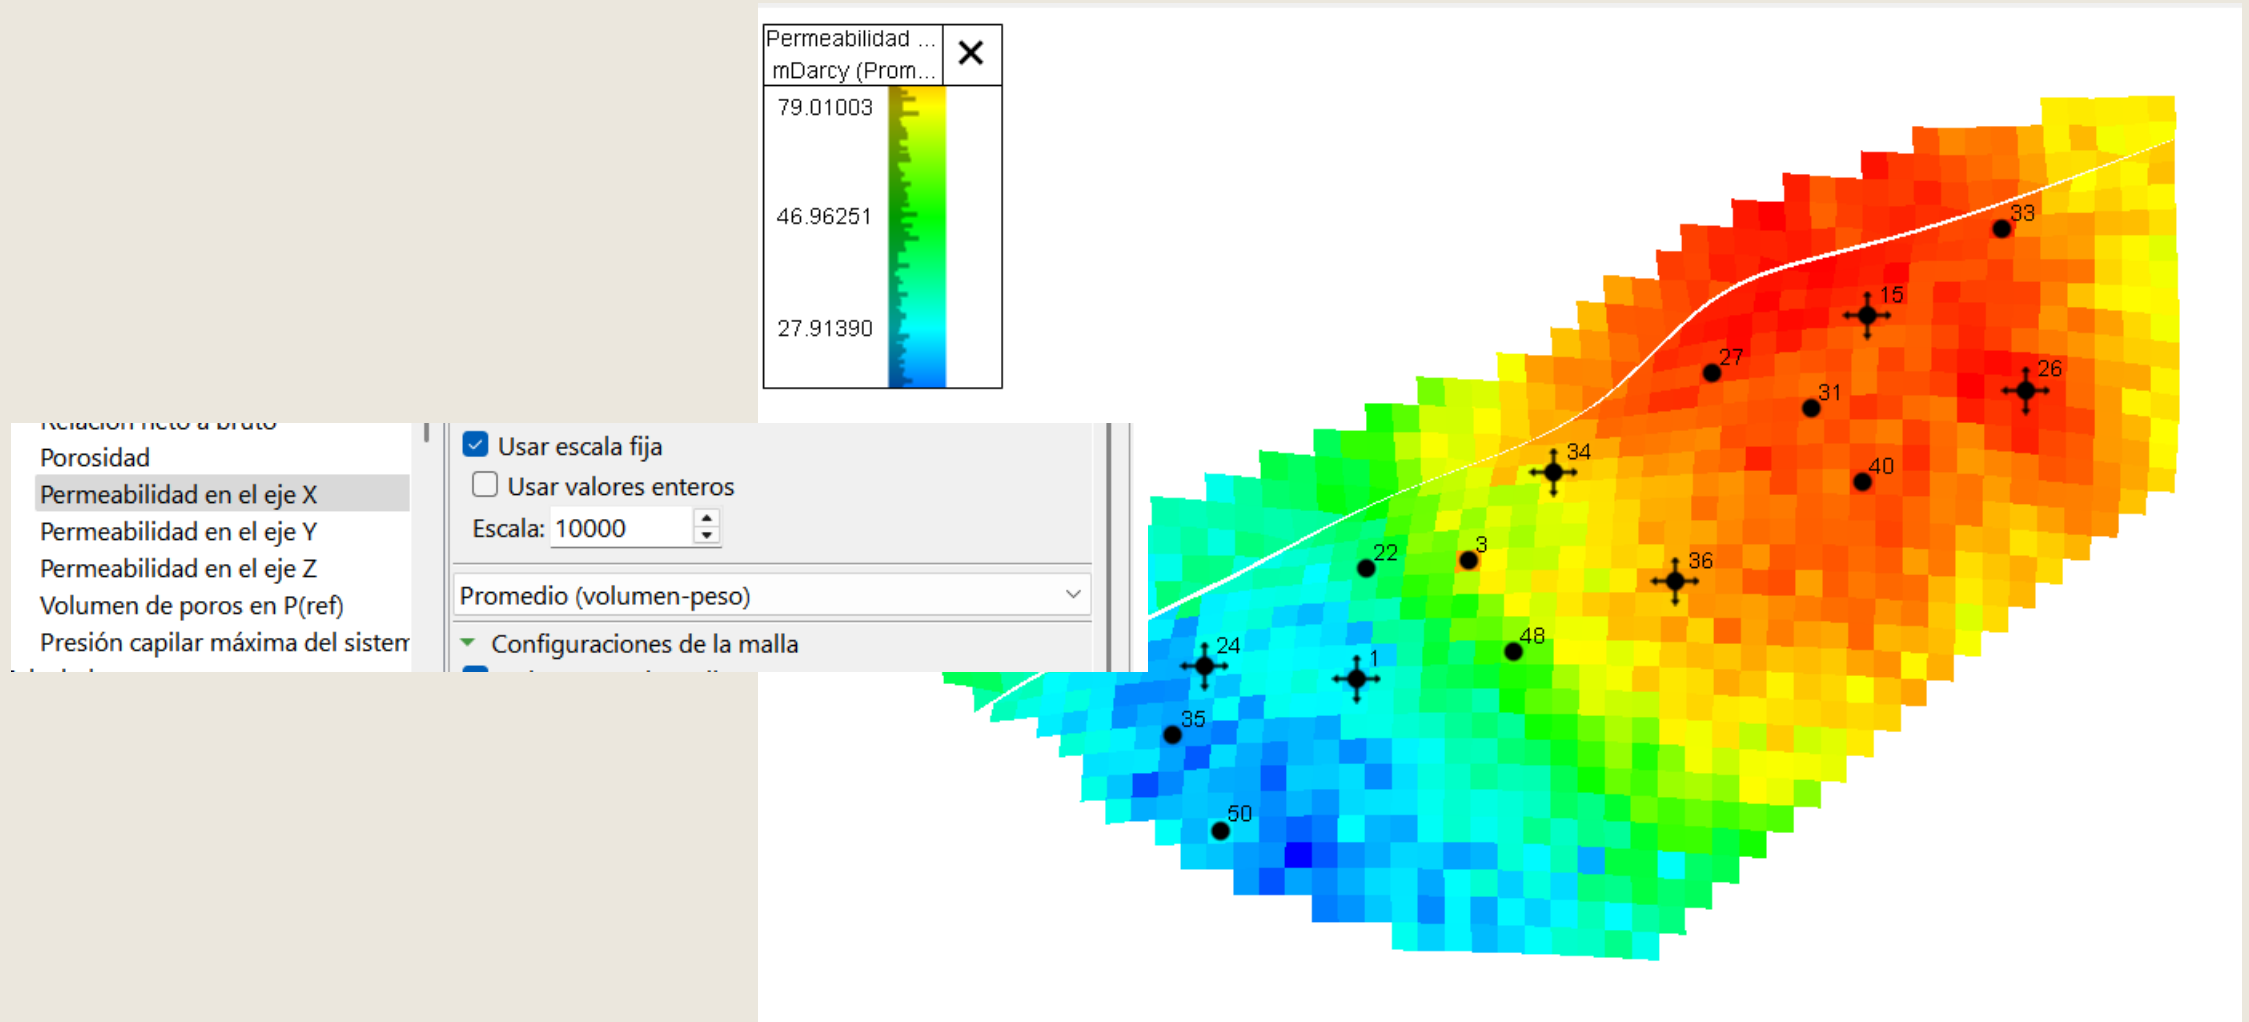 Permeabilidad ...
mDarcy (Prom...
79.01003
46.96251
27.91390
33
15
27
26
31
34
40
22
3
36
48
24
1
35
50
Relación neto a bruto
Porosidad
Permeabilidad en el eje X
Permeabilidad en el eje Y
Permeabilidad en el eje Z
Volumen de poros en P(ref)
Presión capilar máxima del sistem
Usar escala fija
Usar valores enteros
Escala: 10000
Promedio (volumen-peso)
Configuraciones de la malla